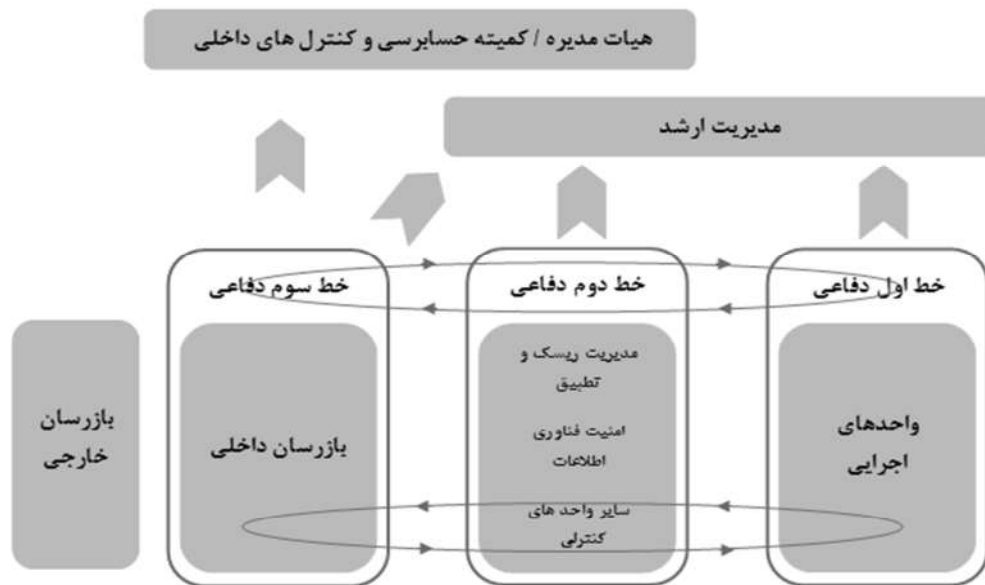 هیات مدیره / کمیته حسابرسی و کنترل های داخلی
مدیریت ارشد
خط اول دفاعی
خط دوم دفاعی
خط سوم دفاعی
واحدهای
اجرایی
مدیریت ریسک و
تطبیق
امنیت فناوری
اطلاعات
سایر واحد های
کنترلی
بازرسان داخلی
بازرسان
خارجی